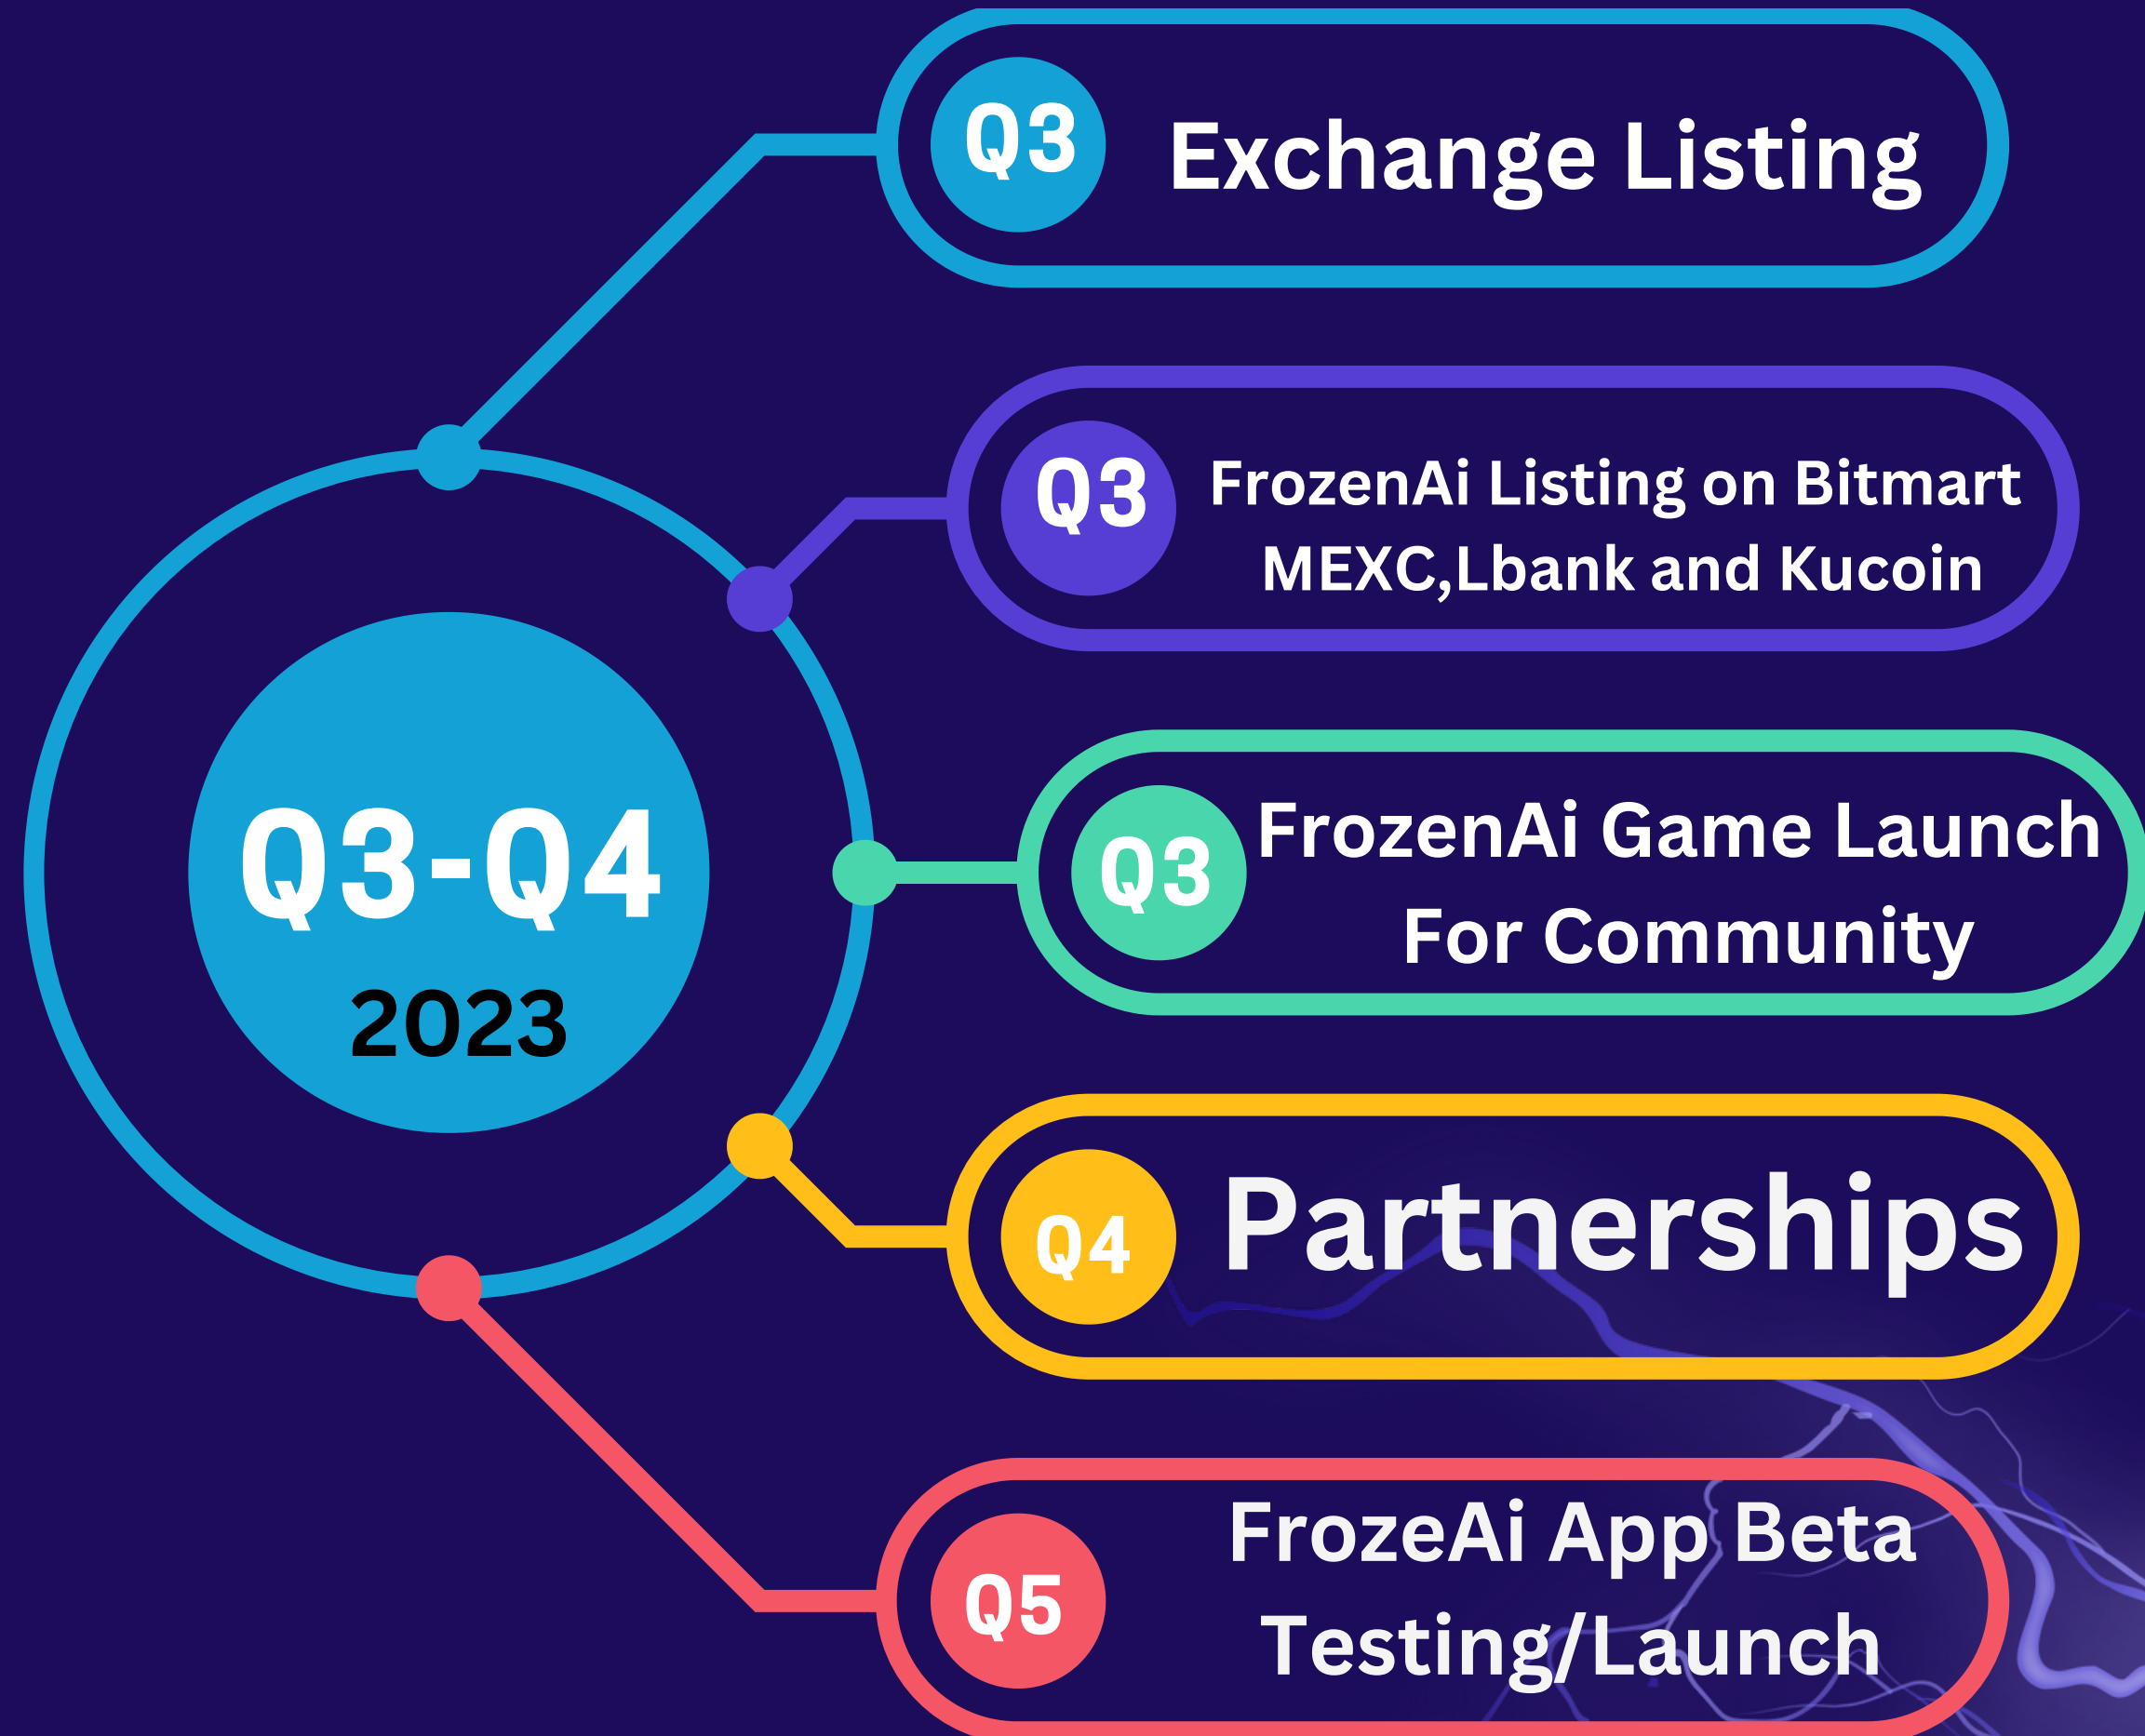 Q3
Exchange Listing
Q3
FrozenAi Listing on Bitmart
MEXC,Lbank and Kucoin
Q3-Q4
2023
Q3
FrozenAi Game Launch
For Community
Q4
Partnerships
Q5
FrozeAi App Beta
Testing/Launch